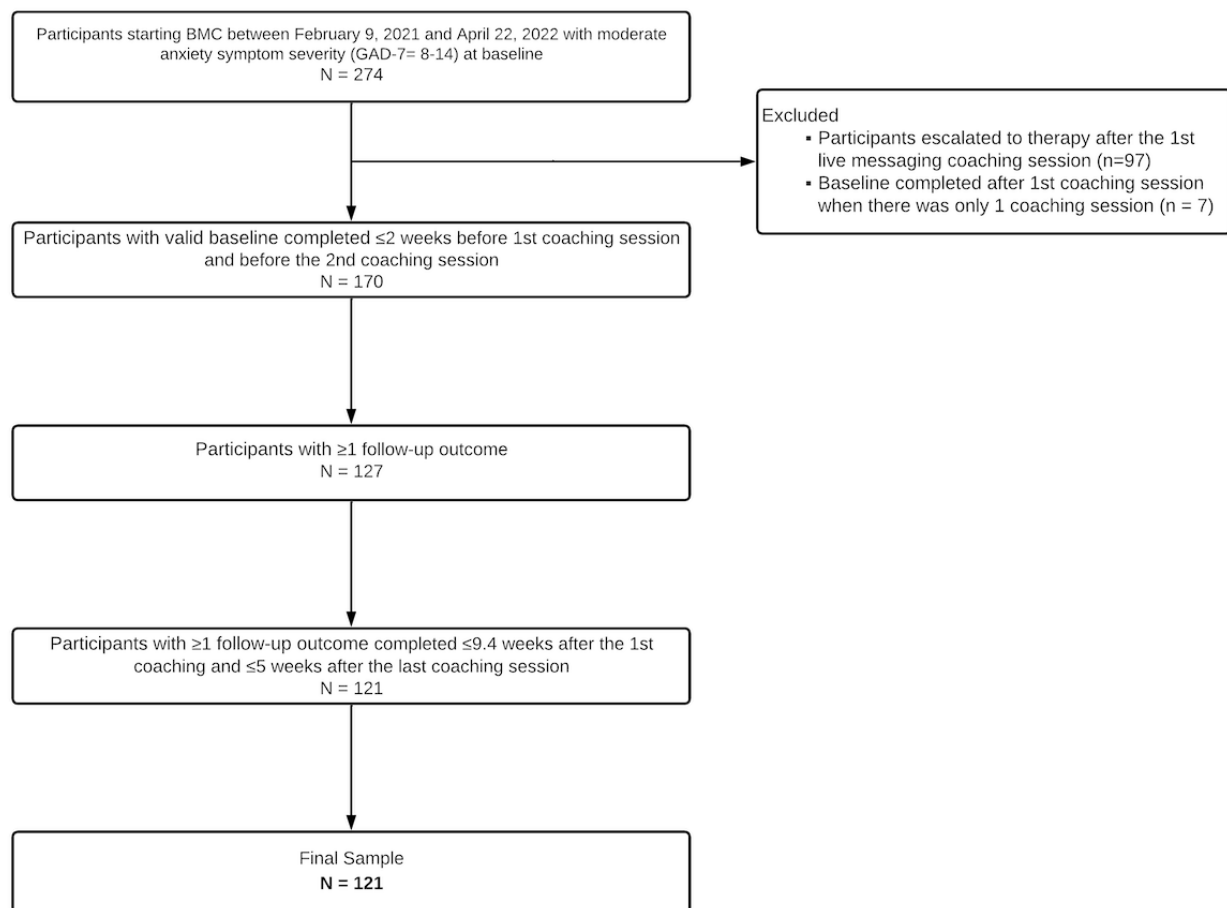 Participants starting BMC between February 9, 2021 and April 22, 2022 with moderate
anxiety symptom severity (GAD-7= 8-14) at baseline
N = 274
Excluded
▪ Participants escalated to therapy after the 1st
live messaging coaching session (n=97)
▪ Baseline completed after 1st coaching session
when there was only 1 coaching session (n = 7)
Participants with valid baseline completed ≤2 weeks before 1st coaching session
and before the 2nd coaching session
N = 170
Participants with ≥1 follow-up outcome
N = 127
Participants with ≥1 follow-up outcome completed ≤9.4 weeks after the 1st
coaching and ≤5 weeks after the last coaching session
N = 121
Final Sample
N = 121